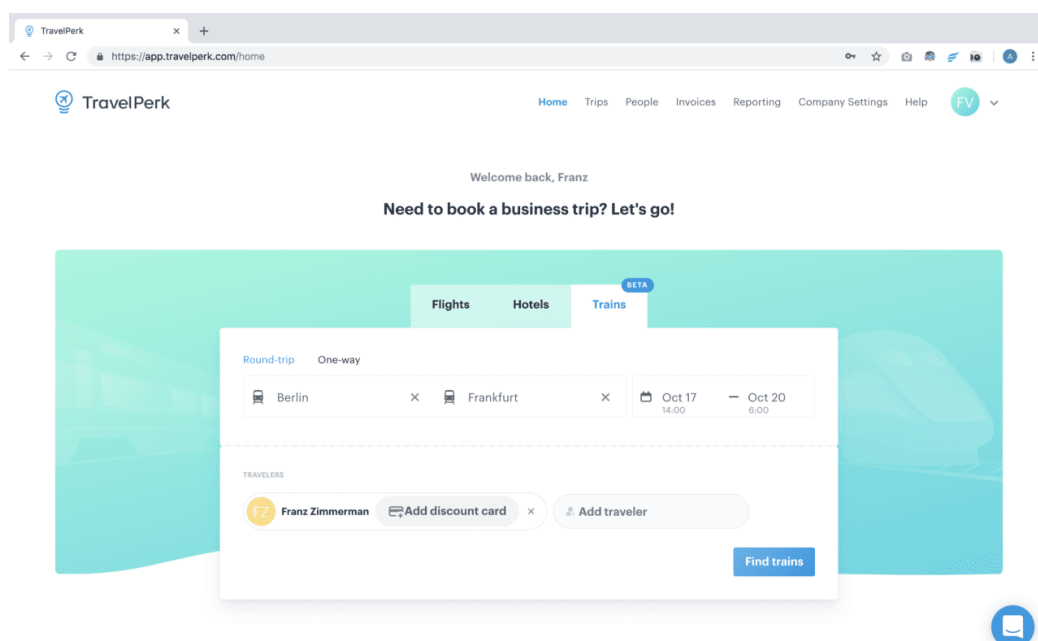 TravelPerk
https://app.travelperk.com/home
A
TravelPerk
Home Trips People Invoices Reporting Company Settings Help FV
Welcome back, Franz
Need to book a business trip? Let's go!
BETA
Flights Hotels Trains
Round-trip One-way
Berlin Frankfurt Oct 17 — Oct 20
14:00 6:00
TRAVELERS
FZ Franz Zimmerman Add discount card × Add traveler
Find trains